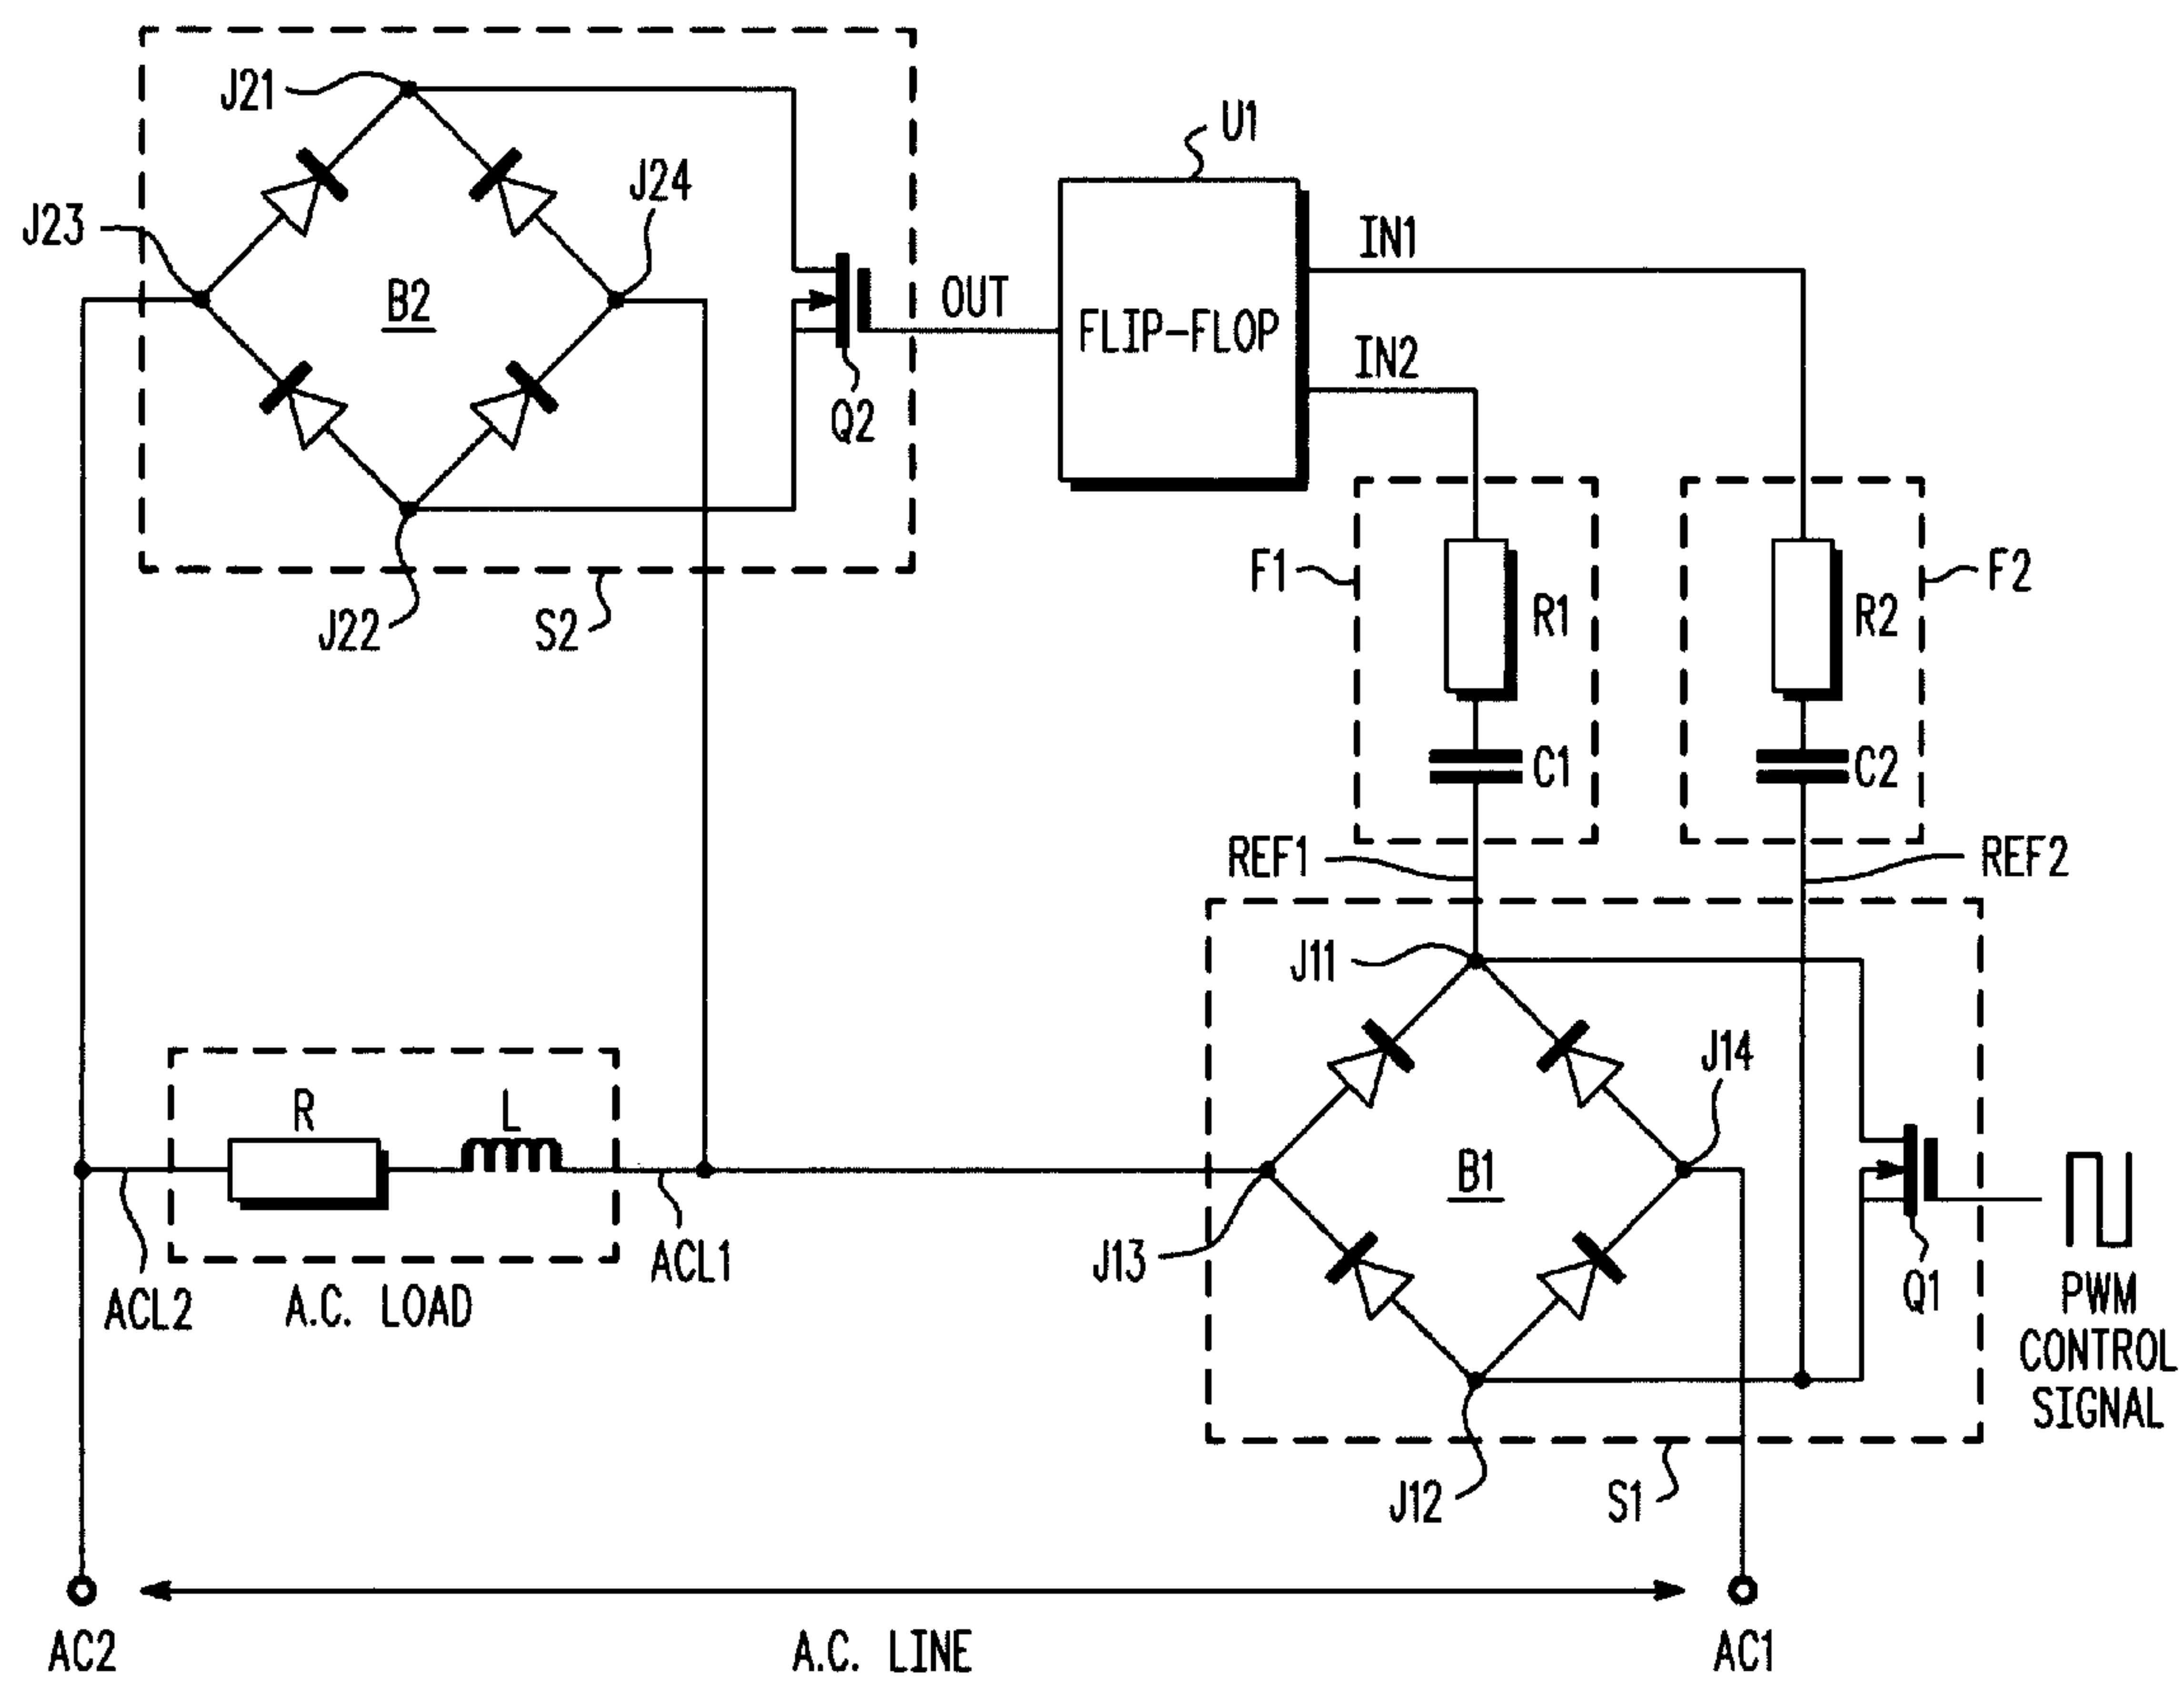 J21
U1
J24
J23
IN1
B2
OUT
FLIP-FLOP
IN2
Q2
F1
F2
R1
R2
J22
S2
C1
C2
REF1
REF2
J11
J14
R
L
B1
J13
ACL1
Q1
ACL2
A.C. LOAD
PWM
CONTROL
SIGNAL
J12
S1
AC2
A.C. LINE
AC1